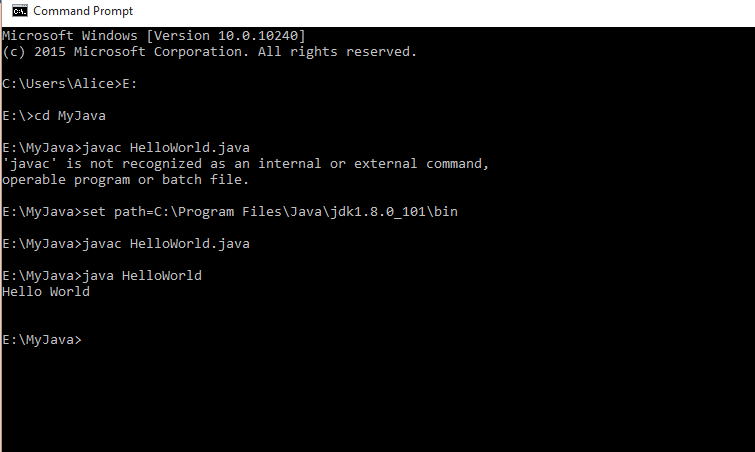 Command Prompt
Microsoft Windows [Version 10.0.10240]
(c) 2015 Microsoft Corporation. All rights reserved.
C:\Users\Alice>E:
E:\>cd MyJava
E:\MyJava>javac HelloWorld.java
'javac' is not recognized as an internal or external command,
operable program or batch file.
E:\MyJava>set path=C:\Program Files\Java\jdk1.8.0_101\bin
E:\MyJava>javac HelloWorld.java
E:\MyJava>java HelloWorld
Hello World
E:\MyJava>